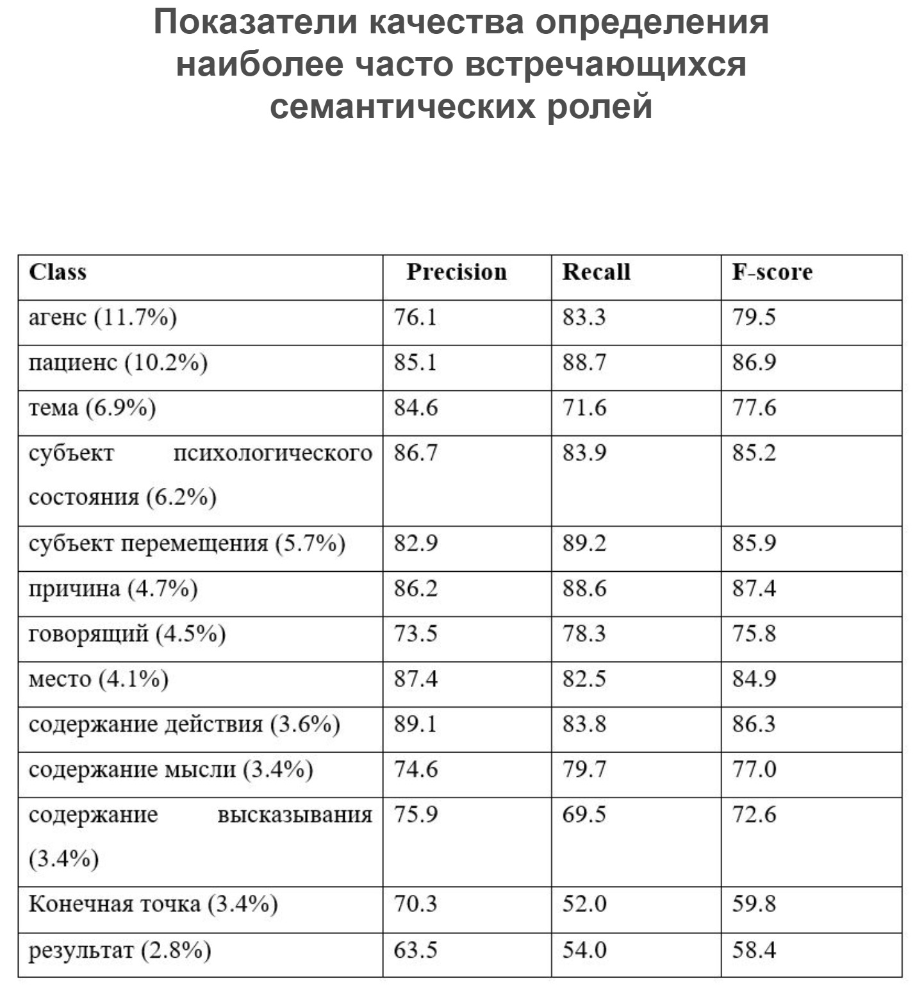 Показатели качества определения
наиболее часто встречающихся
семантических ролей
Class Precision Recall F-score
агенс (11.7%) 76.1 83.3 79.5
пациенс (10.2%) 85.1 88.7 86.9
тема (6.9%) 84.6 71.6 77.6
субъект психологического 86.7 83.9 85.2
состояния (6.2%)
субъект перемещения (5.7%) 82.9 89.2 85.9
причина (4.7%) 86.2 88.6 87.4
говорящий (4.5%) 73.5 78.3 75.8
место (4.1%) 87.4 82.5 84.9
содержание действия (3.6%) 89.1 83.8 86.3
содержание мысли (3.4%) 74.6 79.7 77.0
содержание высказывания 75.9 69.5 72.6
(3.4%)
Конечная точка (3.4%) 70.3 52.0 59.8
результат (2.8%) 63.5 54.0 58.4